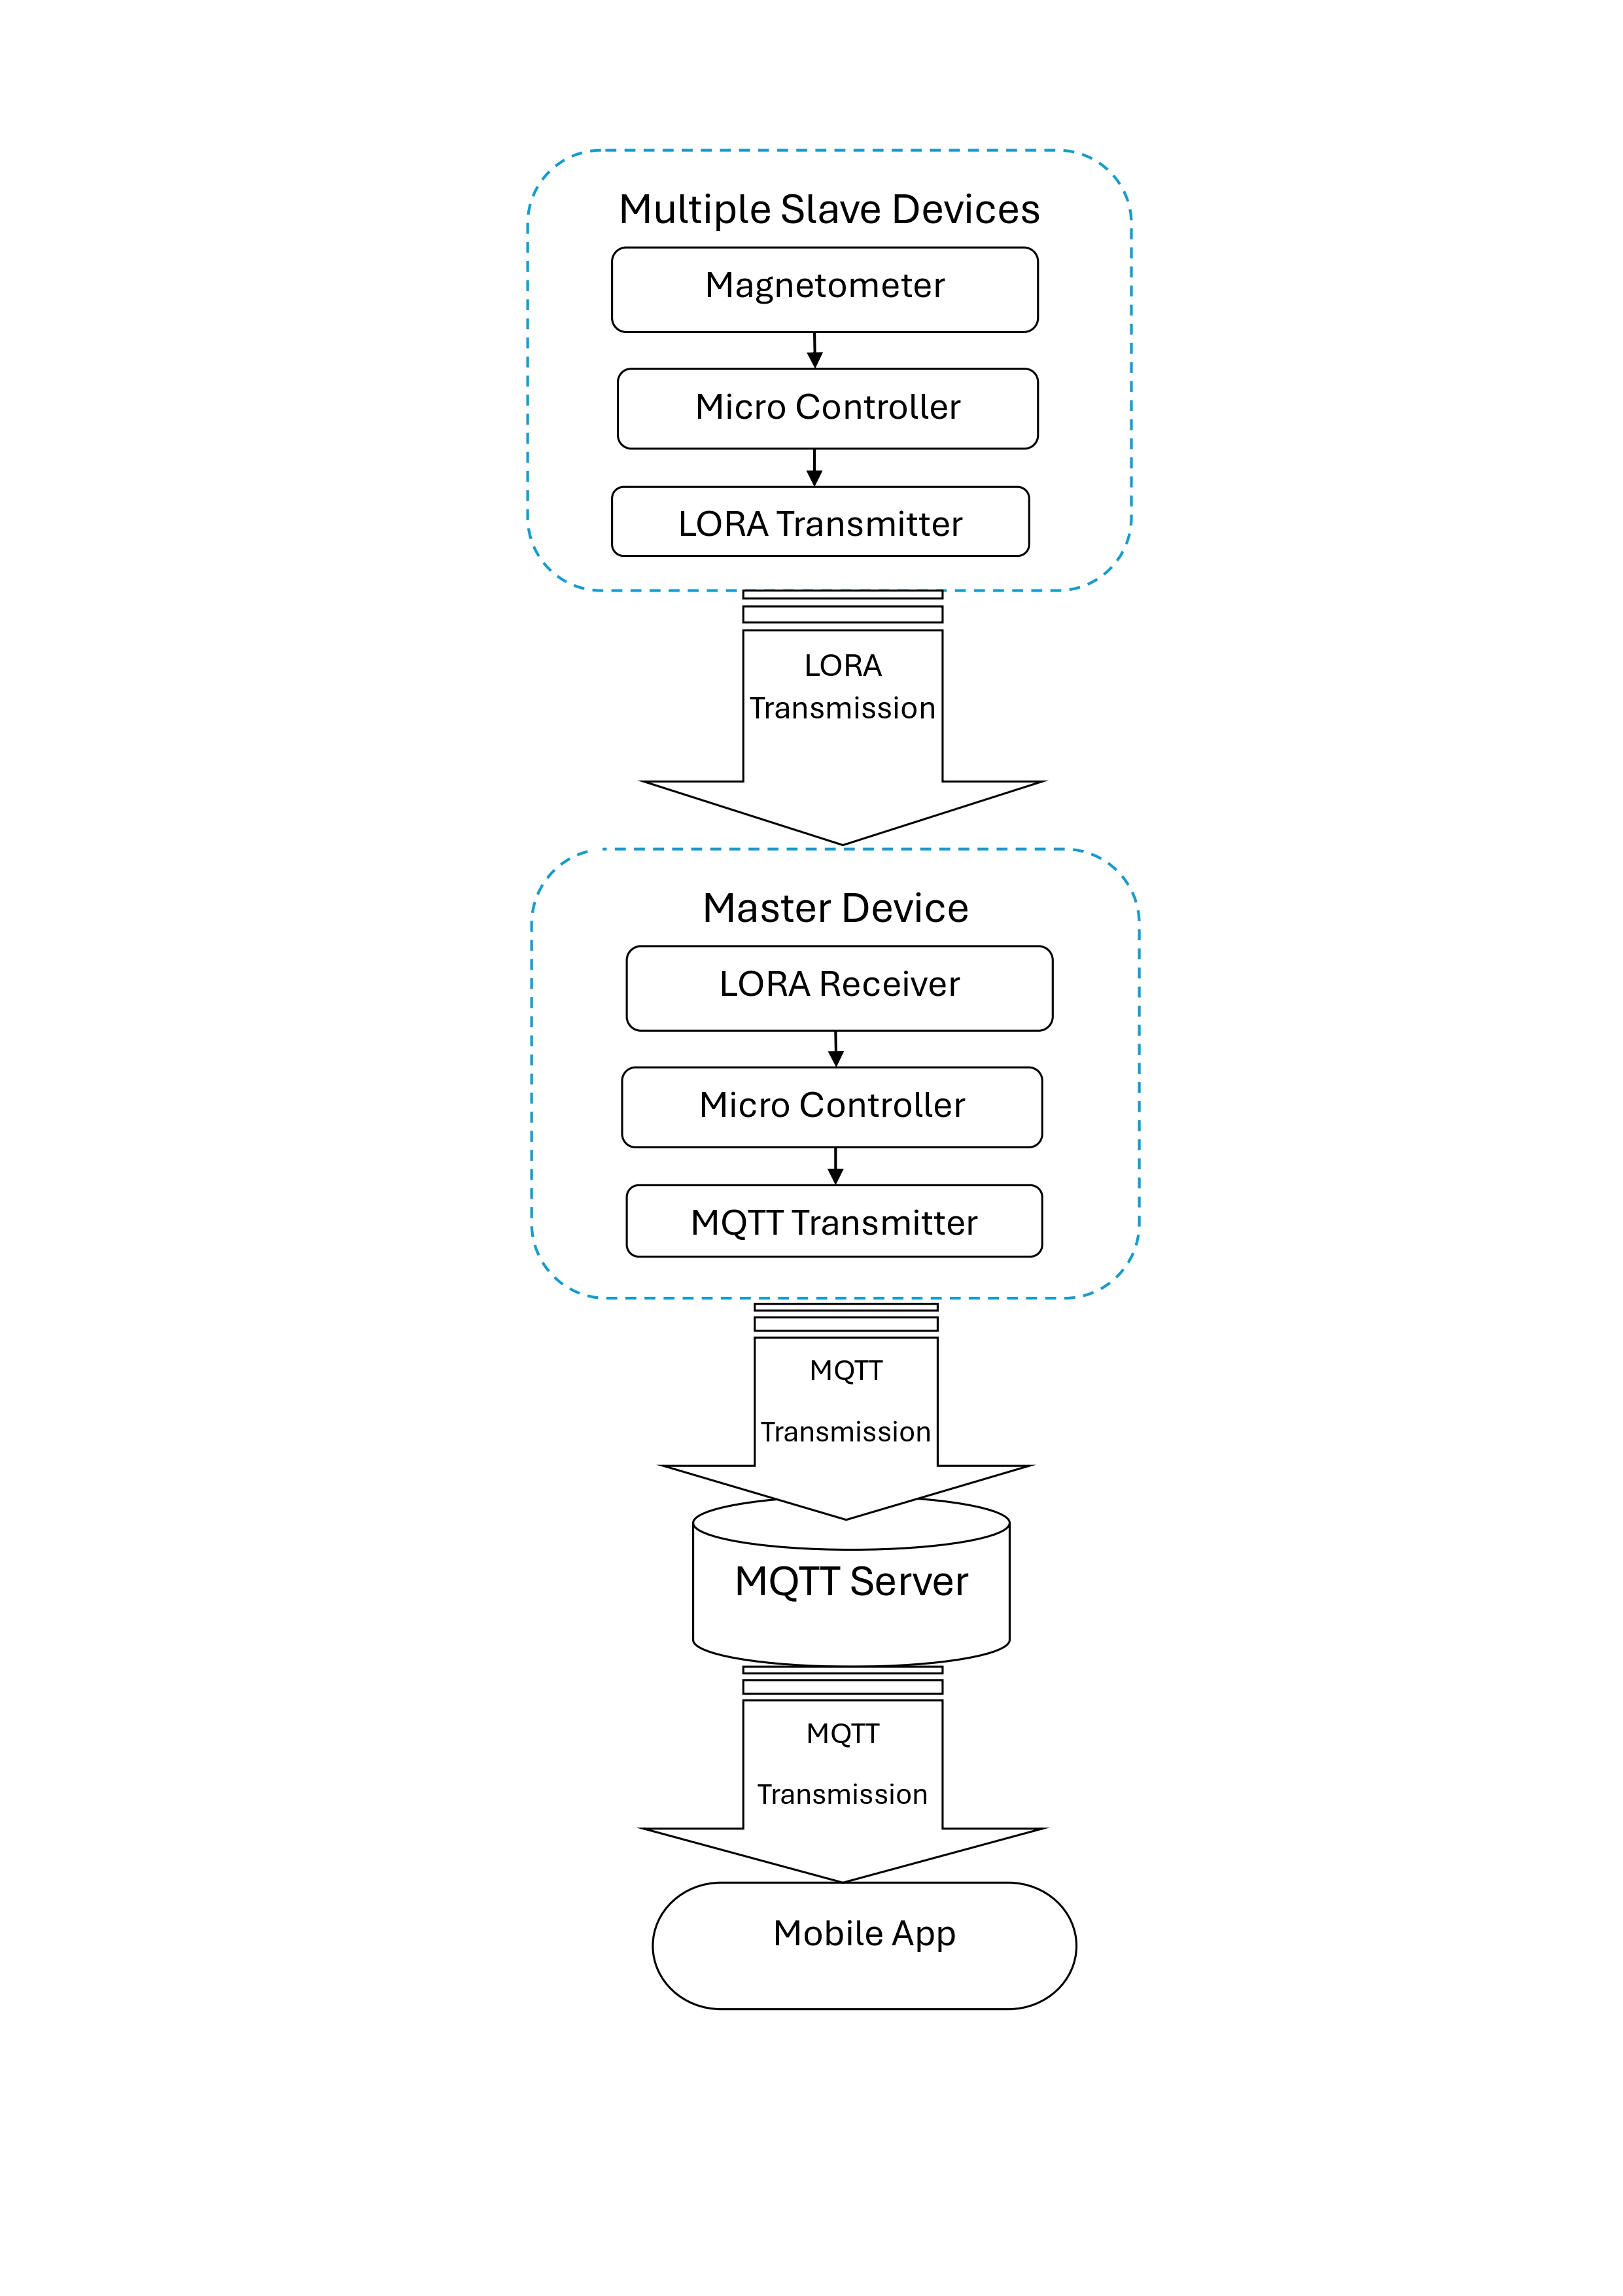 Multiple Slave Devices
Magnetometer
Micro Controller
LORA Transmitter
LORA
Transmission
Master Device
LORA Receiver
Micro Controller
MQTT Transmitter
MQTT
Transmission
MQTT Server
MQTT
Transmission
Mobile App